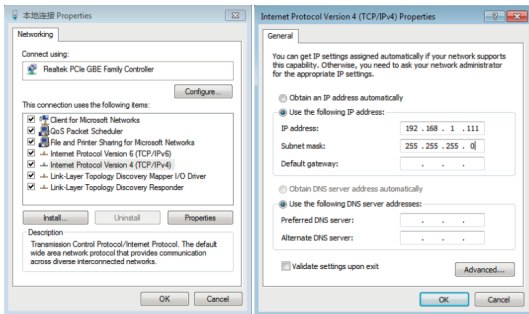 本地连接 Properties
Networking
Connect using:
Realtek PCIe GBE Family Controller
Configure...
This connection uses the following items:
Client for Microsoft Networks
QoS Packet Scheduler
File and Printer Sharing for Microsoft Networks
Internet Protocol Version 6 (TCP/IPv6)
Internet Protocol Version 4 (TCP/IPv4)
Link-Layer Topology Discovery Mapper I/O Driver
Link-Layer Topology Discovery Responder
Install...
Uninstall
Properties
Description
Transmission Control Protocol/Internet Protocol. The default
wide area network protocol that provides communication
across diverse interconnected networks.
OK
Cancel
Internet Protocol Version 4 (TCP/IPv4) Properties
General
You can get IP settings assigned automatically if your network supports
this capability. Otherwise, you need to ask your network administrator
for the appropriate IP settings.
Obtain an IP address automatically
Use the following IP address:
IP address: 192 . 168 . 1 . 111
Subnet mask: 255 . 255 . 255 . 0
Default gateway: . . .
Obtain DNS server address automatically
Use the following DNS server addresses:
Preferred DNS server: . . .
Alternate DNS server: . . .
Validate settings upon exit
Advanced...
OK
Cancel